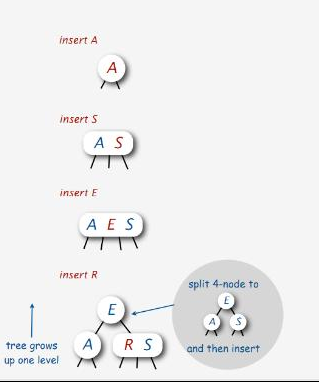 insert A
A
insert S
A S
insert E
A E S
insert R
E
A
R S
tree grows
up one level
split 4-node to
E
A
S
and then insert